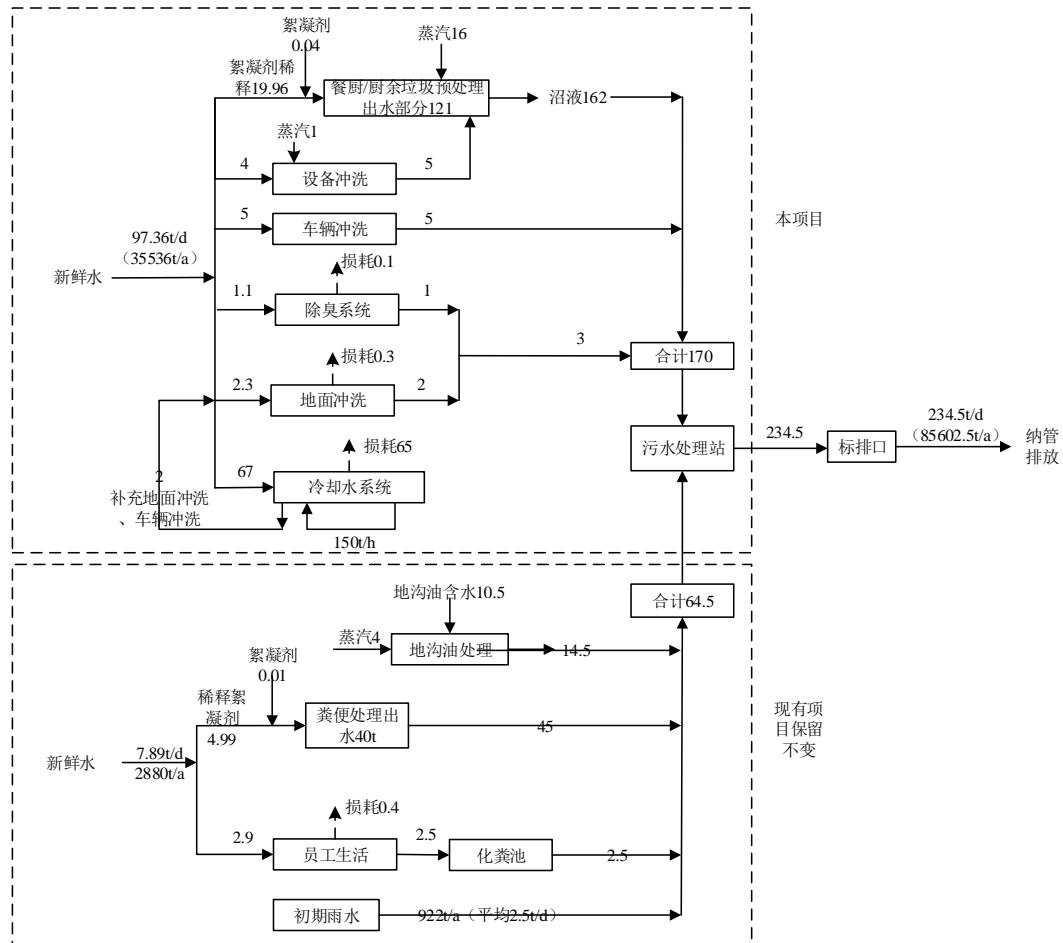 絮凝剂
0.04
蒸汽16
絮凝剂稀
释19.96
餐厨/厨余垃圾预处理
出水部分121
沼液162
蒸汽1
4
设备冲洗
5
5
车辆冲洗
5
本项目
97.36t/d
（35536t/a）
新鲜水
损耗0.1
1.1
除臭系统
1
3
合计170
损耗0.3
2.3
地面冲洗
2
234.5t/d
（85602.5t/a）
纳管
排放
污水处理站
234.5
标排口
损耗65
2
补充地面冲洗
、车辆冲洗
67
冷却水系统
150t/h
合计64.5
地沟油含水10.5
蒸汽4
地沟油处理
14.5
絮凝剂
0.01
稀释絮
凝剂
4.99
粪便处理出
水40t
45
现有项
目保留
不变
新鲜水
7.89t/d
2880t/a
损耗0.4
2.9
员工生活
2.5
化粪池
2.5
初期雨水
922t/a（平均2.5t/d）